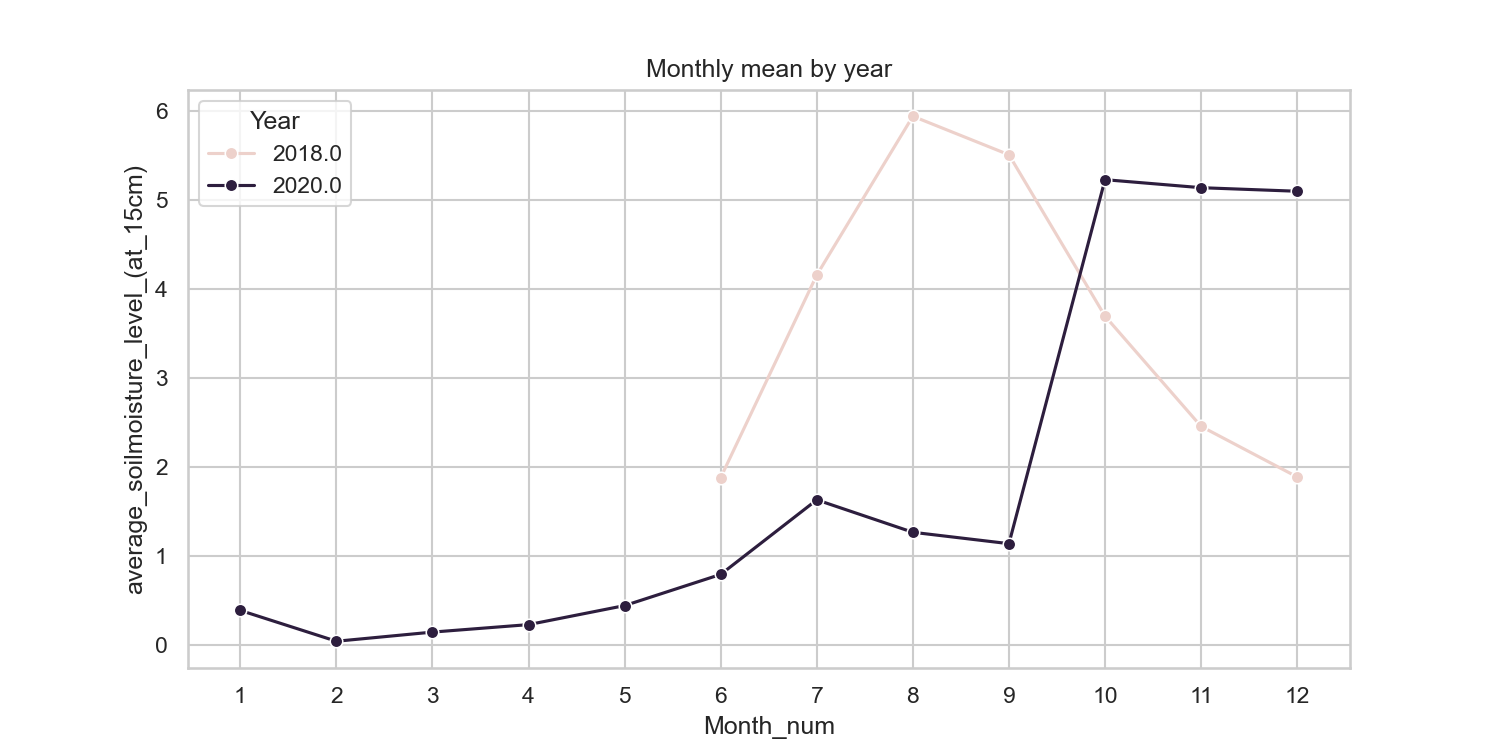 Monthly mean by year
Year
2018.0
2020.0
average_soilmoisture_level_(at_15cm)
6
5
4
3
2
1
0
1 2 3 4 5 6 7 8 9 10 11 12
Month_num